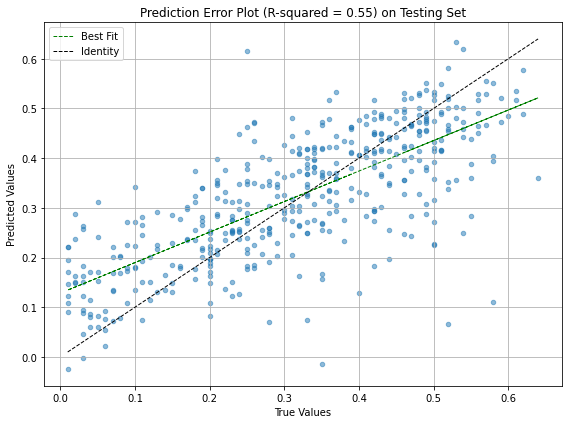 Prediction Error Plot (R-squared = 0.55) on Testing Set
Best Fit
Identity
Predicted Values
0.6
0.5
0.4
0.3
0.2
0.1
0.0
0.0 0.1 0.2 0.3 0.4 0.5 0.6
True Values